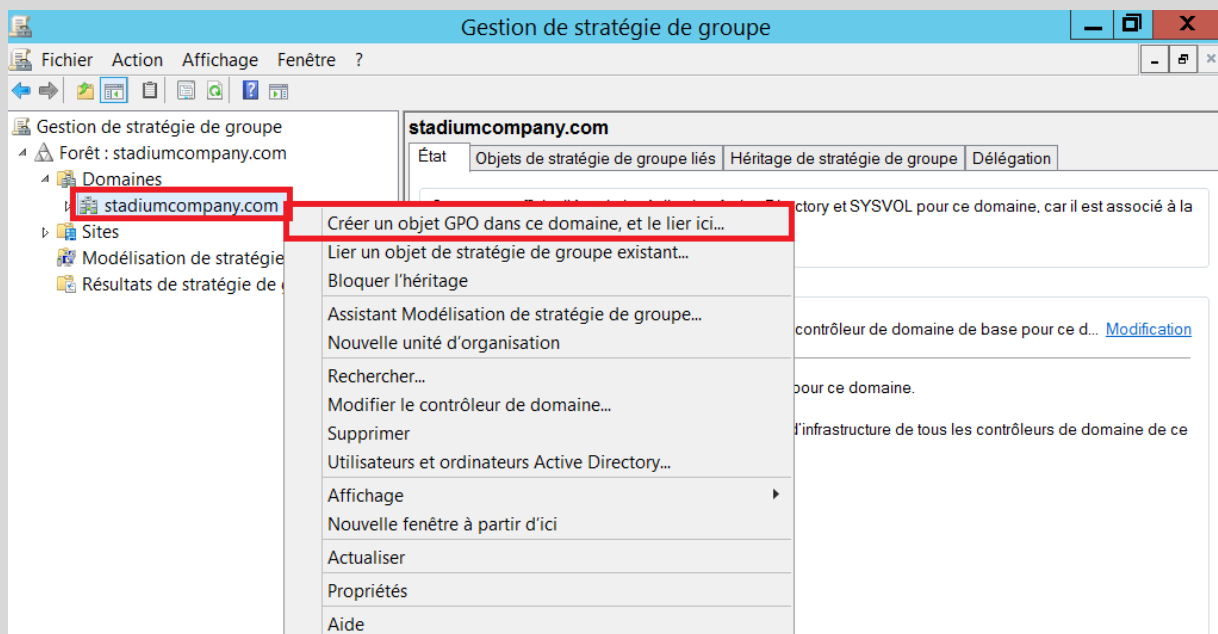 Gestion de stratégie de groupe
Fichier Action Affichage Fenêtre ?
Gestion de stratégie de groupe
Forêt : stadiumcompany.com
Domaines
stadiumcompany.com
Sites
Modélisation de stratégie
Résultats de stratégie de
stadiumcompany.com
État Objets de stratégie de groupe liés Héritage de stratégie de groupe Délégation
ctory et SYSVOL pour ce domaine, car il est associé à la
contrôleur de domaine de base pour ce d... Modification
pour ce domaine.
d'infrastructure de tous les contrôleurs de domaine de ce
Créer un objet GPO dans ce domaine, et le lier ici...
Lier un objet de stratégie de groupe existant...
Bloquer l'héritage
Assistant Modélisation de stratégie de groupe...
Nouvelle unité d'organisation
Rechercher...
Modifier le contrôleur de domaine...
Supprimer
Utilisateurs et ordinateurs Active Directory...
Affichage
Nouvelle fenêtre à partir d'ici
Actualiser
Propriétés
Aide